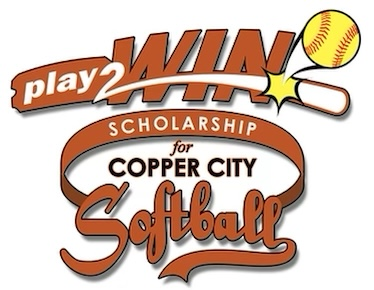 play2WIN
SCHOLARSHIP
for
COPPER CITY
Softball